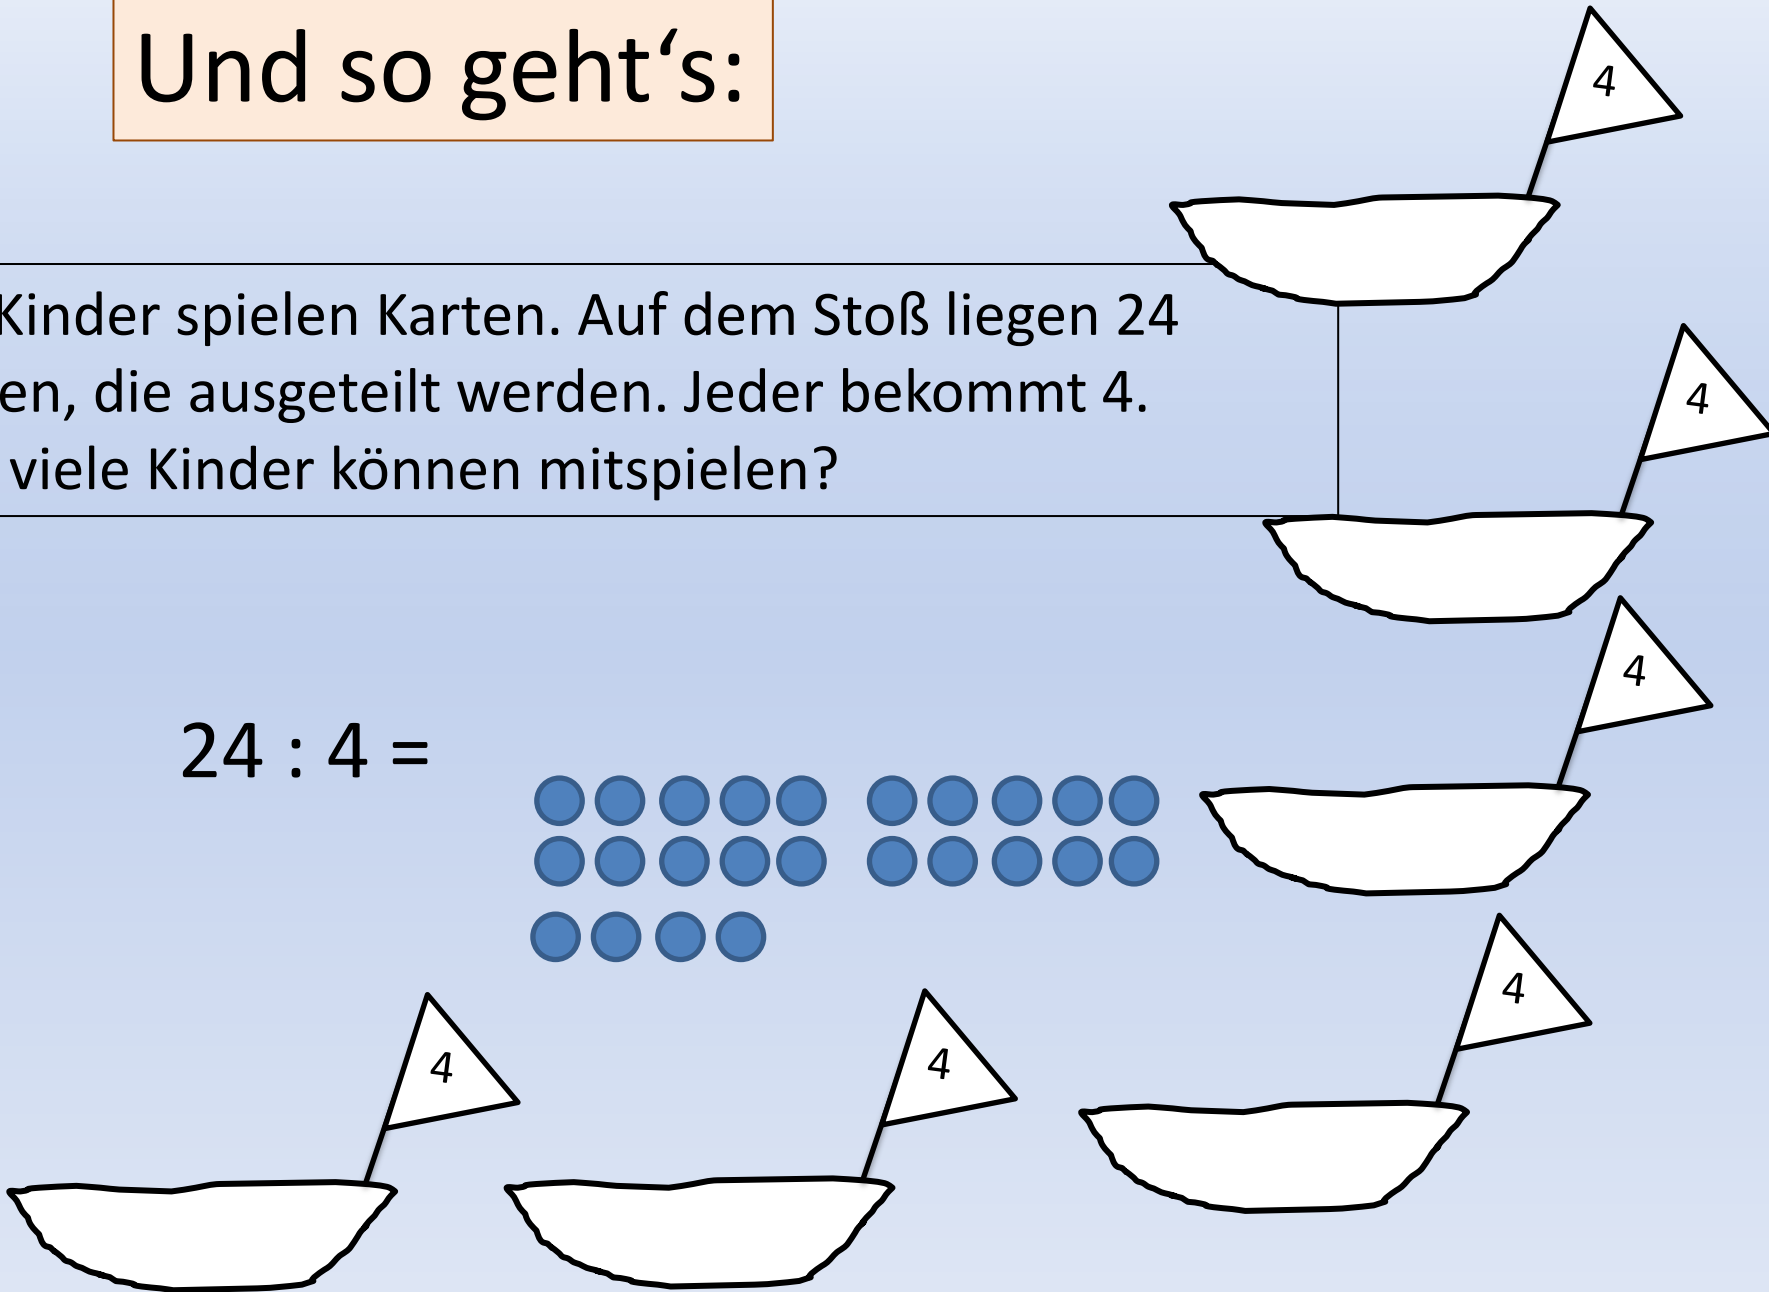 Und so geht‘s:
4
Kinder spielen Karten. Auf dem Stoß liegen 24
en, die ausgeteilt werden. Jeder bekommt 4.
viele Kinder können mitspielen?
4
4
24 : 4 =
4
4
4